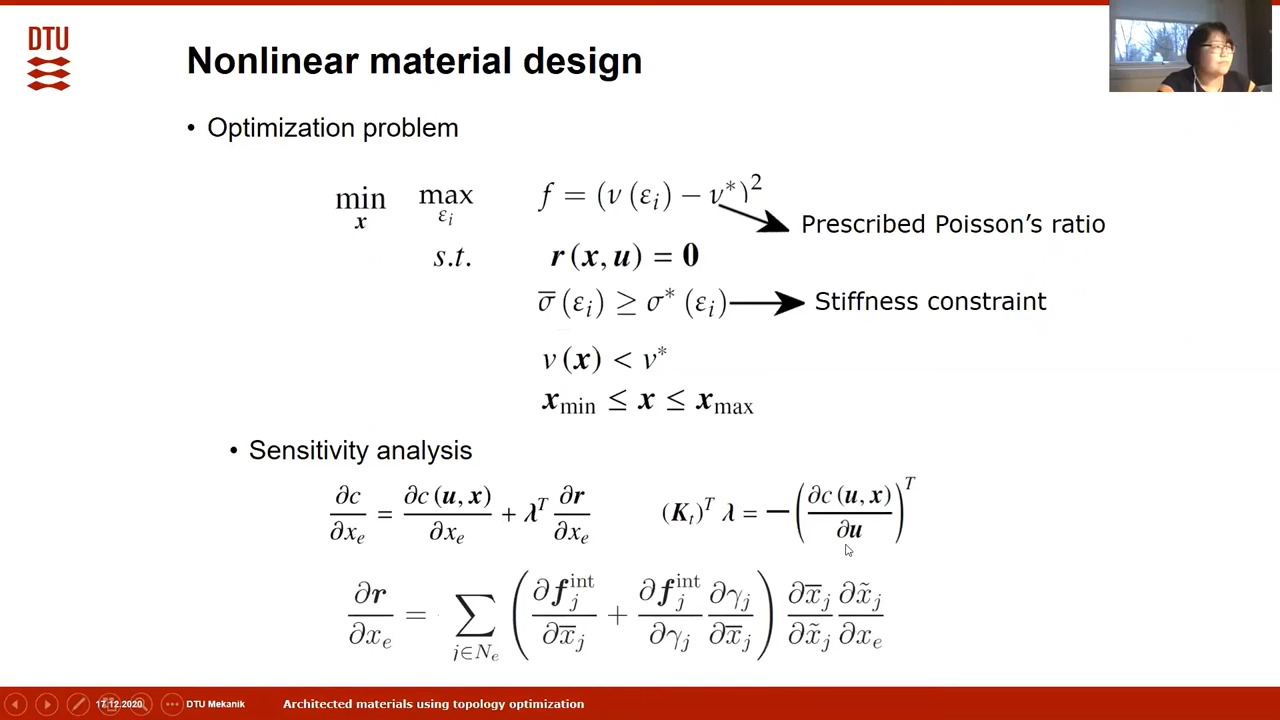 DTU
Nonlinear material design
• Optimization problem
min max f = (ν (εᵢ) − ν*)²
x εᵢ
Prescribed Poisson's ratio
s.t. r (x, u) = 0
σ̅ (εᵢ) ≥ σ* (εᵢ) Stiffness constraint
v (x) < v*
x_min ≤ x ≤ x_max
• Sensitivity analysis
∂c/∂xₑ = ∂c (u, x)/∂xₑ + λᵀ ∂r/∂xₑ (Kₜ)ᵀ λ = − (∂c (u, x)/∂u)ᵀ
∂r/∂xₑ = ∑_{j∈Nₑ} (∂f_j^int/∂x̅_j + ∂f_j^int/∂γ_j ∂γ_j/∂x̅_j) ∂x̅_j/∂x̃_j ∂x̃_j/∂xₑ
17.12.2020 DTU Mekanik Architected materials using topology optimization